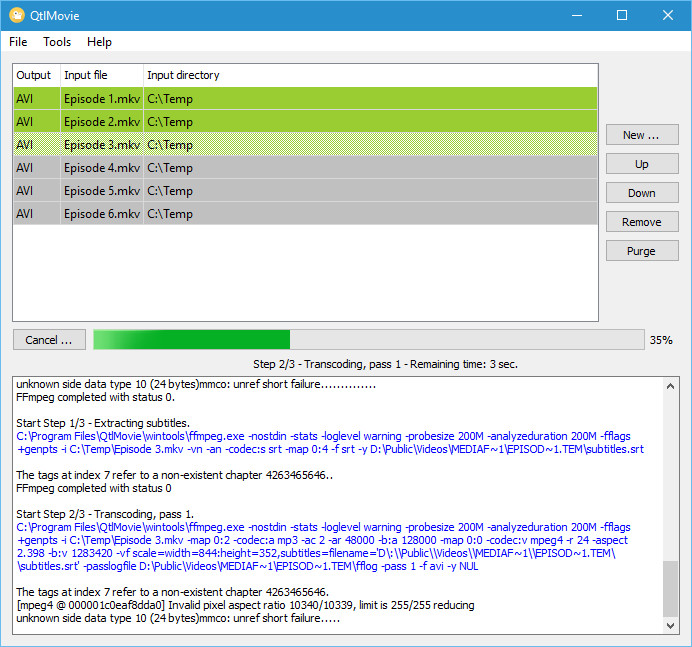 QtlMovie
File Tools Help
Output Input file Input directory
AVI Episode 1.mkv C:\Temp
AVI Episode 2.mkv C:\Temp
AVI Episode 3.mkv C:\Temp
AVI Episode 4.mkv C:\Temp
AVI Episode 5.mkv C:\Temp
AVI Episode 6.mkv C:\Temp
New ...
Up
Down
Remove
Purge
Cancel ... 35%
Step 2/3 - Transcoding, pass 1 - Remaining time: 3 sec.
unknown side data type 10 (24 bytes)mmco: unref short failure..............
FFmpeg completed with status 0.
Start Step 1/3 - Extracting subtitles.
C:\Program Files\QtlMovie\wintools\ffmpeg.exe -nostdin -stats -loglevel warning -probesize 200M -analyzeduration 200M -fflags
+genpts -i C:\Temp\Episode 3.mkv -vn -an -codec:s srt -map 0:4 -f srt -y D:\Public\Videos\MEDIAF~1\EPISOD~1.TEM\subtitles.srt
The tags at index 7 refer to a non-existent chapter 4263465646..
FFmpeg completed with status 0
Start Step 2/3 - Transcoding, pass 1.
C:\Program Files\QtlMovie\wintools\ffmpeg.exe -nostdin -stats -loglevel warning -probesize 200M -analyzeduration 200M -fflags
+genpts -i C:\Temp\Episode 3.mkv -map 0:2 -codec:a mp3 -ac 2 -ar 48000 -b:a 128000 -map 0:0 -codec:v mpeg4 -r 24 -aspect
2.398 -b:v 1283420 -vf scale=width=844:height=352,subtitles=filename='D\:\\Public\\Videos\\MEDIAF~1\\EPISOD~1.TEM\
\subtitles.srt' -passlogfile D:\Public\Videos\MEDIAF~1\EPISOD~1.TEM\fflog -pass 1 -f avi -y NUL
The tags at index 7 refer to a non-existent chapter 4263465646.
[mpeg4 @ 000001c0eaf8dda0] Invalid pixel aspect ratio 10340/10339, limit is 255/255 reducing
unknown side data type 10 (24 bytes)mmco: unref short failure.....